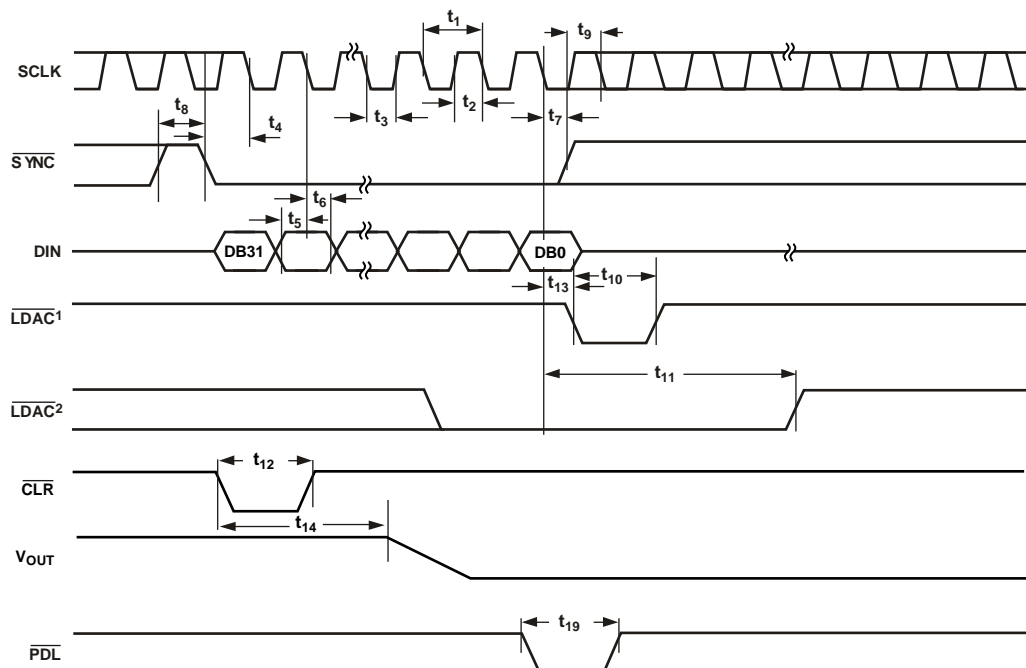 t1
t9
SCLK
t8
t4
t3
t2
t7
SYNC
t6
t5
DIN
DB31
DB0
t10
t13
LDAC1
t11
LDAC2
t12
CLR
t14
VOUT
t19
PDL